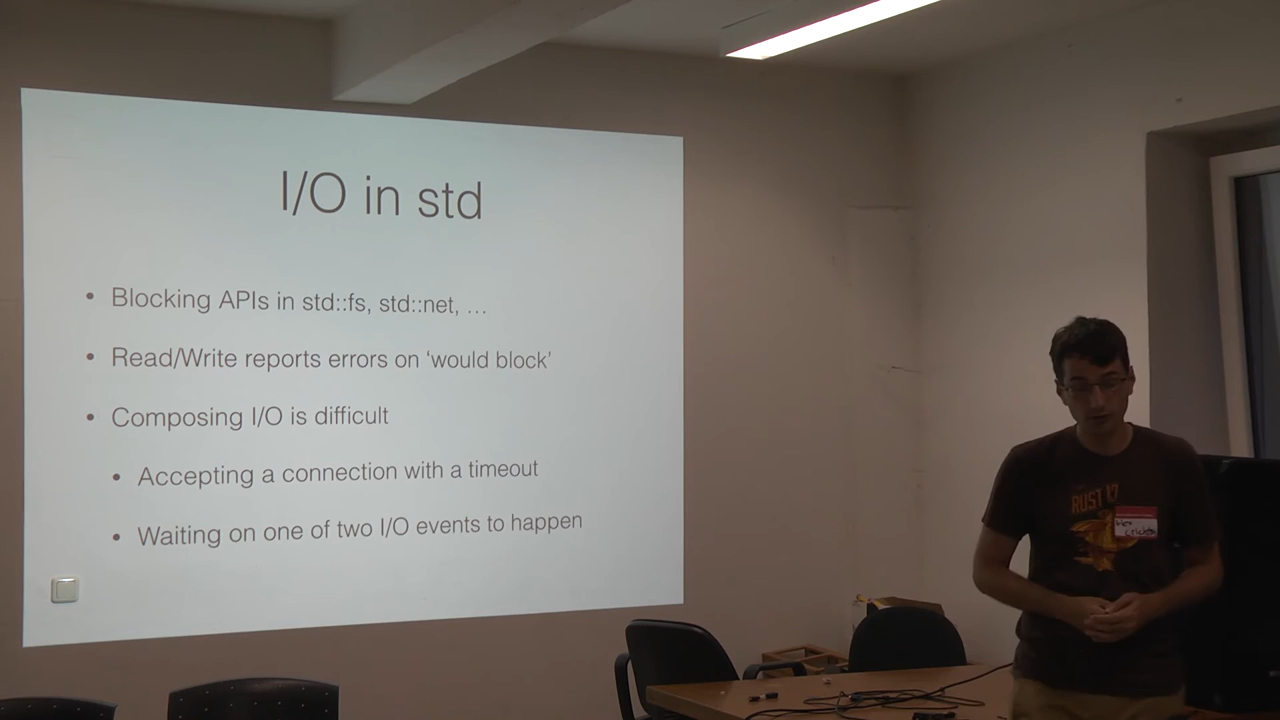 I/O in std
• Blocking APIs in std::fs, std::net, …
• Read/Write reports errors on ‘would block’
• Composing I/O is difficult
• Accepting a connection with a timeout
• Waiting on one of two I/O events to happen
RUST